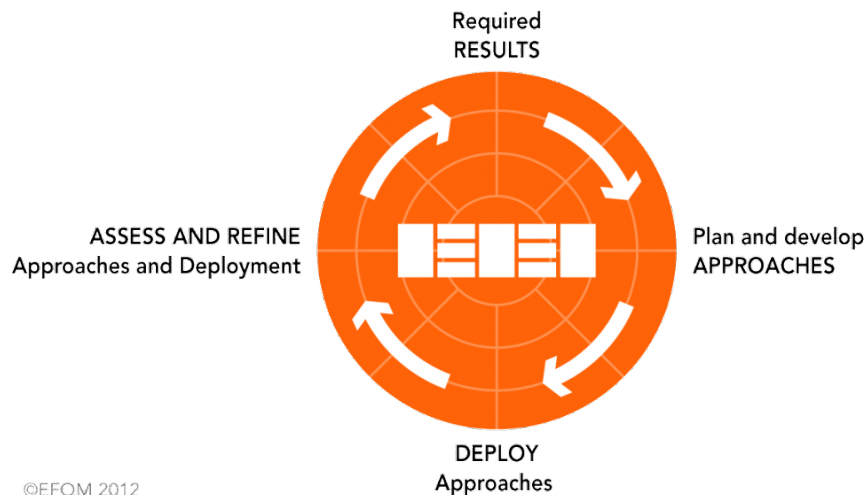 Required
RESULTS
ASSESS AND REFINE
Approaches and Deployment
Plan and develop
APPROACHES
DEPLOY
Approaches
©EFQM 2012